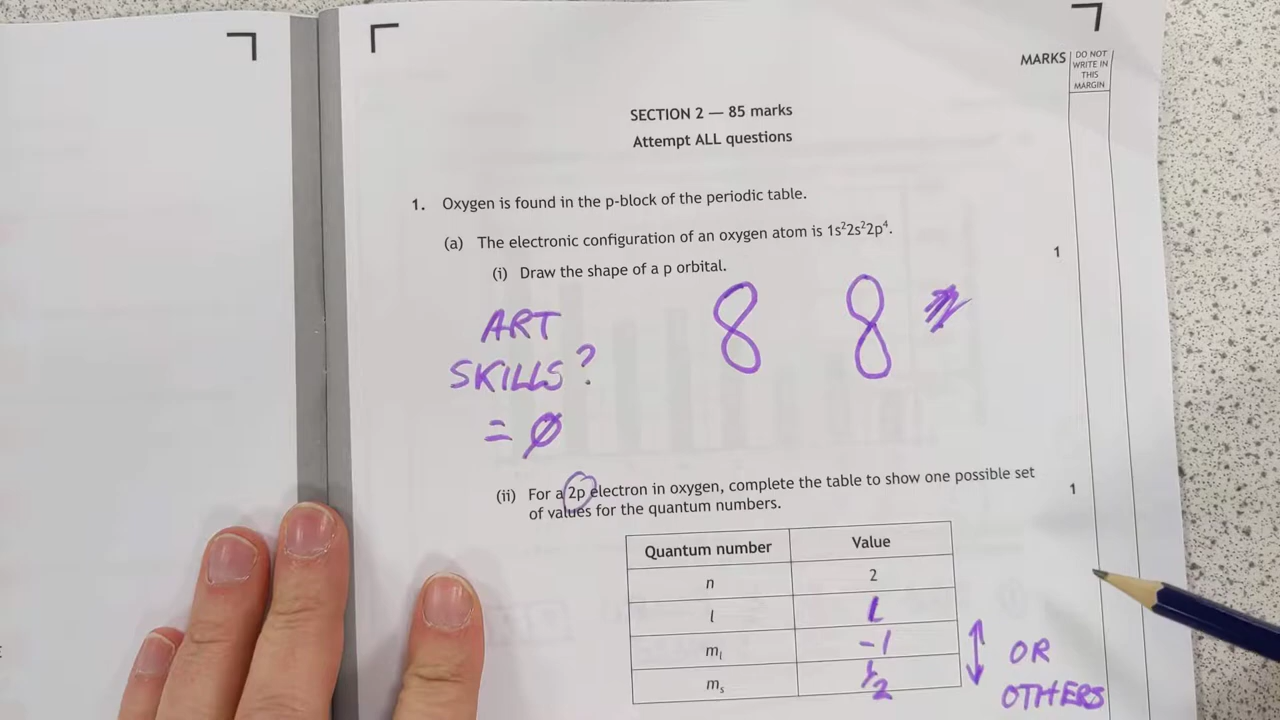 MARKS
DO NOT
WRITE IN
THIS
MARGIN
SECTION 2 — 85 marks
Attempt ALL questions
1. Oxygen is found in the p-block of the periodic table.
(a) The electronic configuration of an oxygen atom is 1s²2s²2p⁴.
1
(i) Draw the shape of a p orbital.
ART
SKILLS?
= Ø
8 8
(ii) For a 2p electron in oxygen, complete the table to show one possible set
of values for the quantum numbers.
1
Quantum number Value
n 2
l 1
mₗ -1
mₛ 1/2
OR
OTHERS